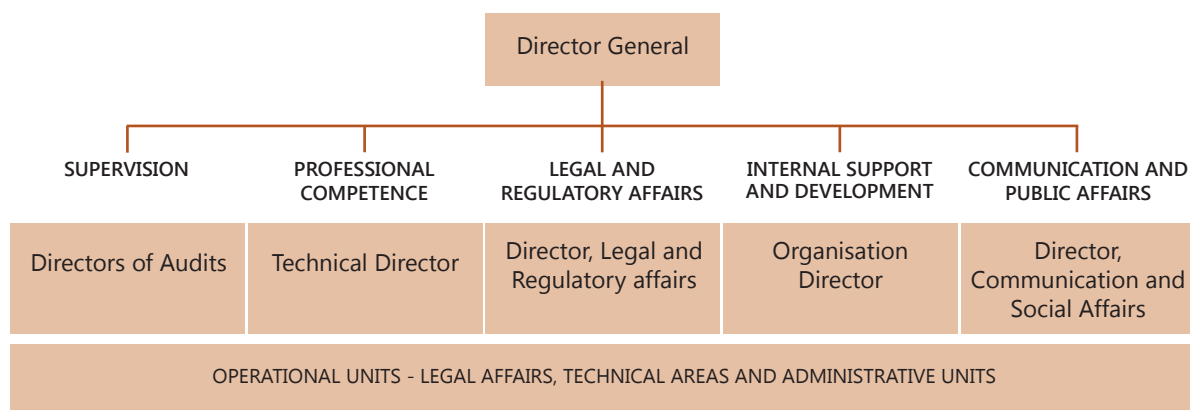 Director General
SUPERVISION
PROFESSIONAL
COMPETENCE
LEGAL AND
REGULATORY AFFAIRS
INTERNAL SUPPORT
AND DEVELOPMENT
COMMUNICATION AND
PUBLIC AFFAIRS
Directors of Audits
Technical Director
Director, Legal and
Regulatory affairs
Organisation
Director
Director,
Communication and
Social Affairs
OPERATIONAL UNITS - LEGAL AFFAIRS, TECHNICAL AREAS AND ADMINISTRATIVE UNITS